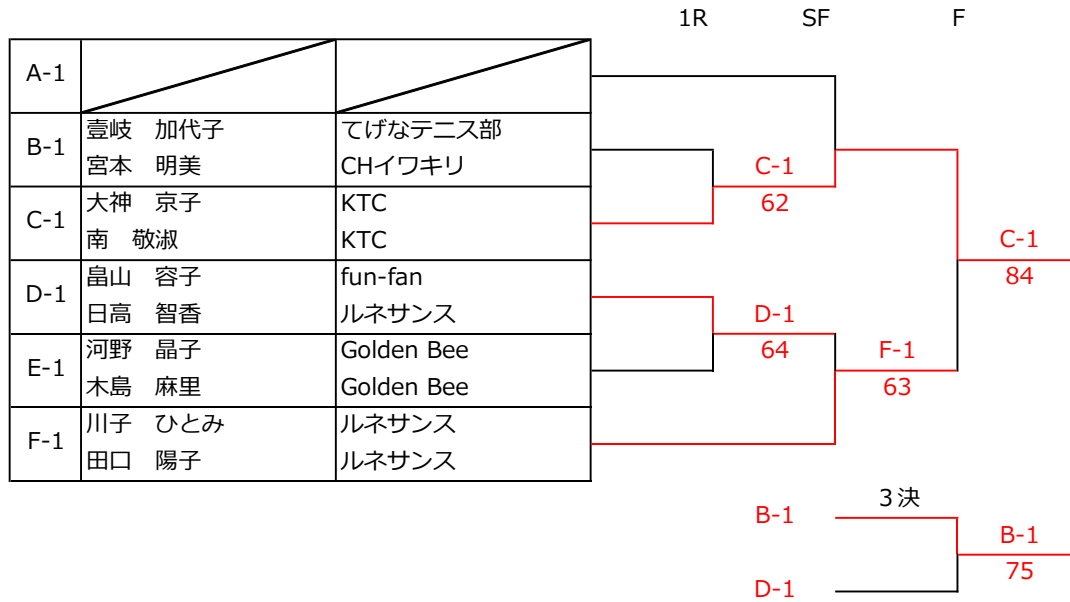 1R SF F
A-1
B-1 壹岐　加代子 てげなテニス部
宮本　明美 CHイワキリ
C-1 大神　京子 KTC
南　敬淑 KTC
D-1 畠山　容子 fun-fan
日高　智香 ルネサンス
E-1 河野　晶子 Golden Bee
木島　麻里 Golden Bee
F-1 川子　ひとみ ルネサンス
田口　陽子 ルネサンス
C-1
62
D-1
64
F-1
63
C-1
84
３決
B-1
D-1
B-1
75